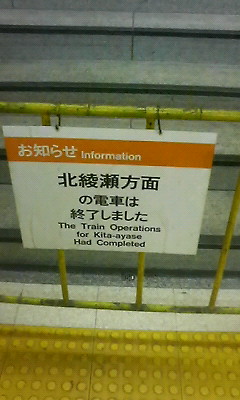 お知らせ Information
北綾瀬方面
の電車は
終了しました
The Train Operations
for Kita-ayase
Had Completed